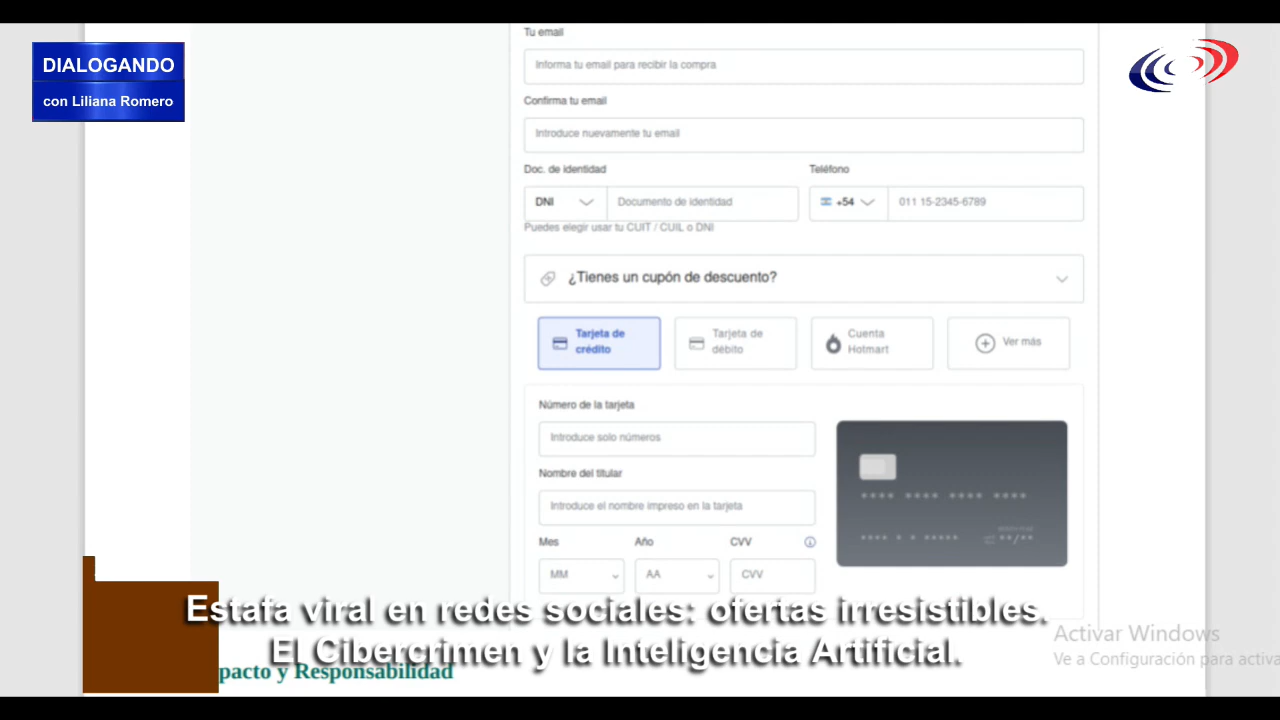 DIALOGANDO
con Liliana Romero
Tu email
Informa tu email para recibir la compra
Confirma tu email
Introduce nuevamente tu email
Doc. de identidad
Teléfono
DNI
Documento de identidad
+54
011 15-2345-6789
Puedes elegir usar tu CUIT / CUIL o DNI
¿Tienes un cupón de descuento?
Tarjeta de
crédito
Tarjeta de
débito
Cuenta
Hotmart
Ver más
Número de la tarjeta
Introduce solo números
Nombre del titular
Introduce el nombre impreso en la tarjeta
Mes
Año
CVV
MM
AA
CVV
Estafa viral en redes sociales: ofertas irresistibles.
El Cibercrimen y la Inteligencia Artificial.
pacto y Responsabilidad
Activar Windows
Ve a Configuración para activa